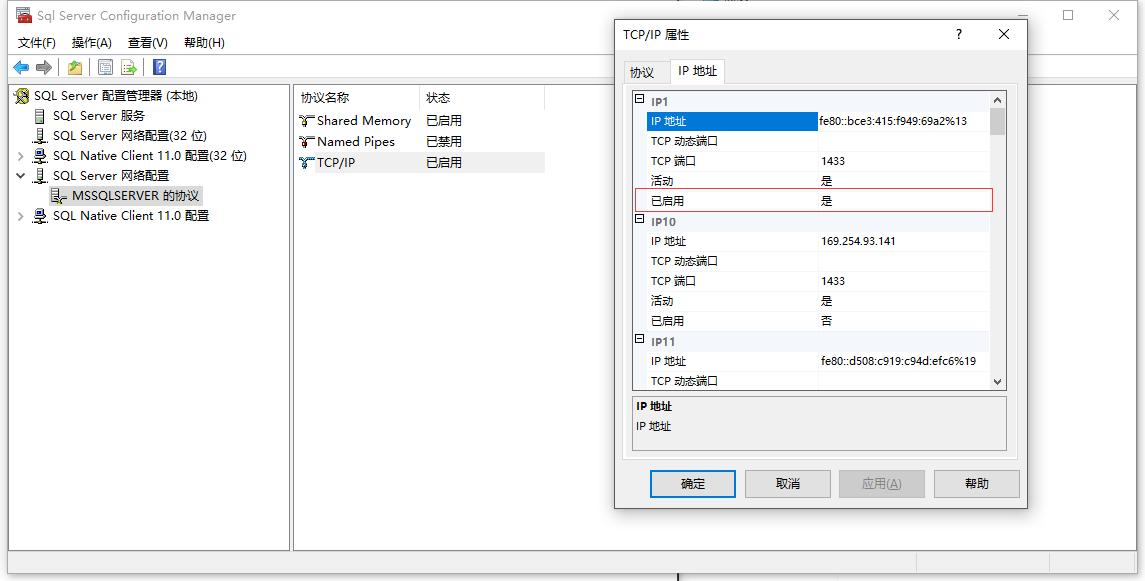 Sql Server Configuration Manager
文件(F) 操作(A) 查看(V) 帮助(H)
SQL Server 配置管理器 (本地)
SQL Server 服务
SQL Server 网络配置(32 位)
SQL Native Client 11.0 配置(32 位)
SQL Server 网络配置
MSSQLSERVER 的协议
SQL Native Client 11.0 配置
协议名称 状态
Shared Memory 已启用
Named Pipes 已禁用
TCP/IP 已启用
TCP/IP 属性
协议 IP 地址
IP1
IP 地址 fe80::bce3:415:f949:69a2%13
TCP 动态端口
TCP 端口 1433
活动 是
已启用 是
IP10
IP 地址 169.254.93.141
TCP 动态端口
TCP 端口 1433
活动 是
已启用 否
IP11
IP 地址 fe80::d508:c919:c94d:efc6%19
TCP 动态端口
IP 地址
IP 地址
确定 取消 应用(A) 帮助